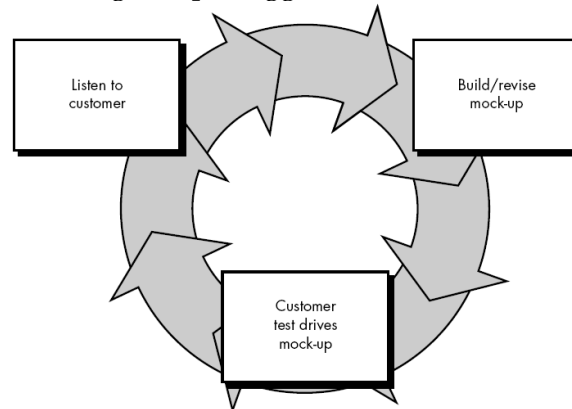 Listen to
customer
Build/revise
mock-up
Customer
test drives
mock-up